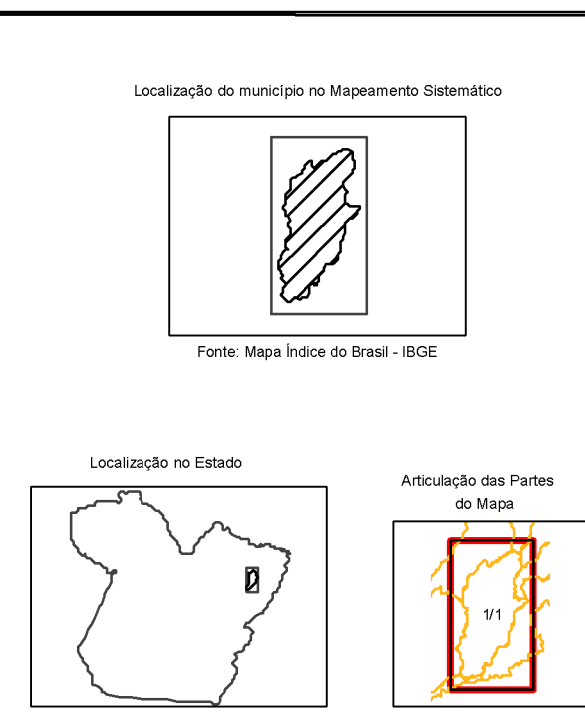 Localização do município no Mapeamento Sistemático
Fonte: Mapa Índice do Brasil - IBGE
Localização no Estado
Articulação das Partes
do Mapa
1/1